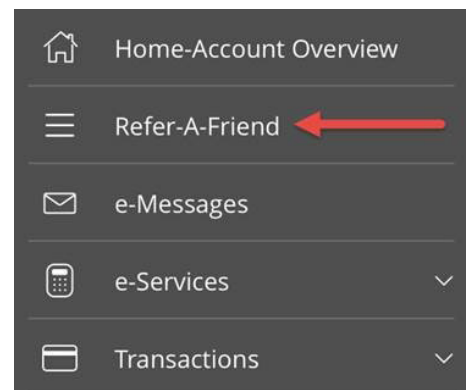 Home-Account Overview
Refer-A-Friend
e-Messages
e-Services
Transactions